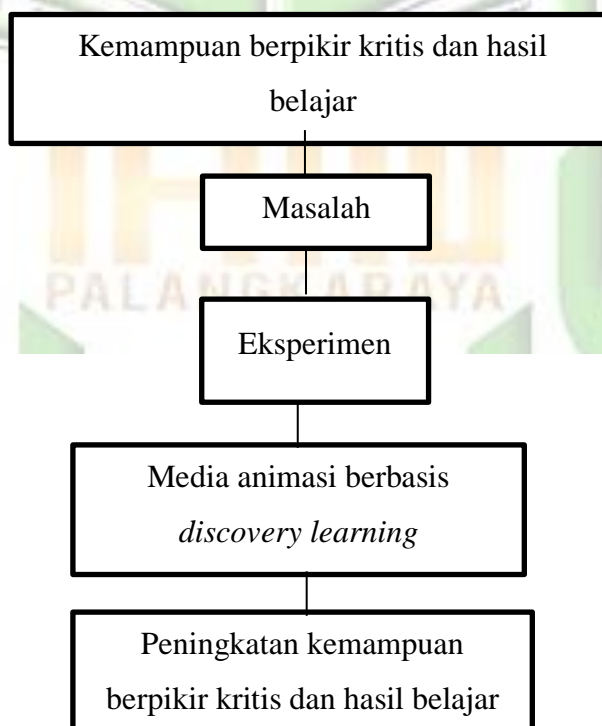 Kemampuan berpikir kritis dan hasil
belajar
Masalah
PALANGKARAYA
Eksperimen
Media animasi berbasis
discovery learning
Peningkatan kemampuan
berpikir kritis dan hasil belajar